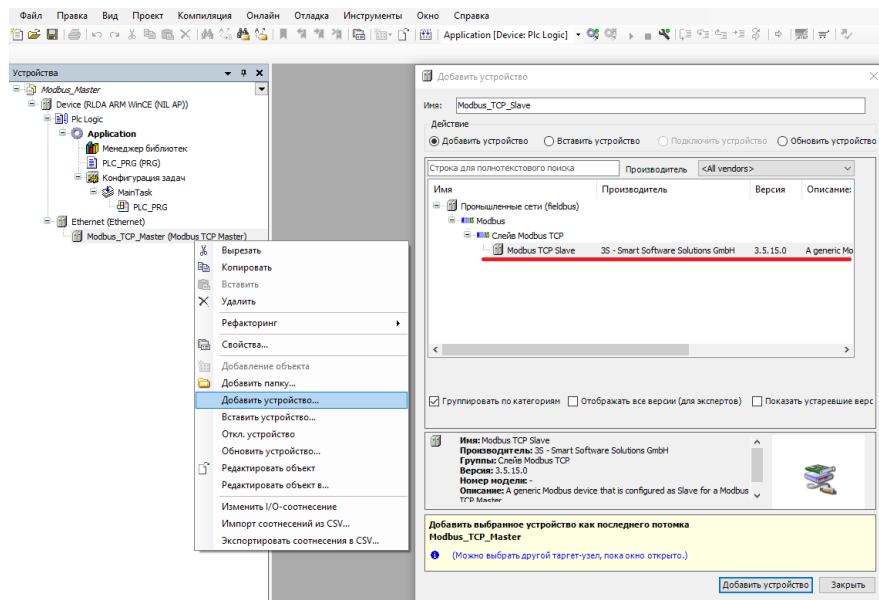 Файл Правка Вид Проект Компиляция Онлайн Отладка Инструменты Окно Справка
Application [Device: Plc Logic]
Устройства
Modbus_Master
Device (RLDA ARM WinCE (NIL AP))
Plc Logic
Application
Менеджер библиотек
PLC_PRG (PRG)
Конфигурация задач
MainTask
PLC_PRG
Ethernet (Ethernet)
Modbus_TCP_Master (Modbus TCP Master)
Вырезать
Копировать
Вставить
Удалить
Рефакторинг
Свойства...
Добавление объекта
Добавить папку...
Добавить устройство...
Вставить устройство...
Откл. устройство
Обновить устройство...
Редактировать объект
Редактировать объект в...
Изменить I/O-соотнесение
Импорт соотнесений из CSV...
Экспортировать соотнесения в CSV...
Добавить устройство
Имя: Modbus_TCP_Slave
Действие
Добавить устройство Вставить устройство Подключить устройство Обновить устройство
Строка для полнотекстового поиска Производитель <All vendors>
Имя Производитель Версия Описание:
Промышленные сети (fieldbus)
Modbus
Слейв Modbus TCP
Modbus TCP Slave 3S - Smart Software Solutions GmbH 3.5.15.0 A generic Mo
Группировать по категориям Отображать все версии (для экспертов) Показать устаревшие верс
Имя: Modbus TCP Slave
Производитель: 3S - Smart Software Solutions GmbH
Группы: Слейв Modbus TCP
Версия: 3.5.15.0
Номер модели: -
Описание: A generic Modbus device that is configured as Slave for a Modbus
TCP Master
Добавить выбранное устройство как последнего потомка
Modbus_TCP_Master
(Можно выбрать другой таргет-узел, пока окно открыто.)
Добавить устройство Закрыть